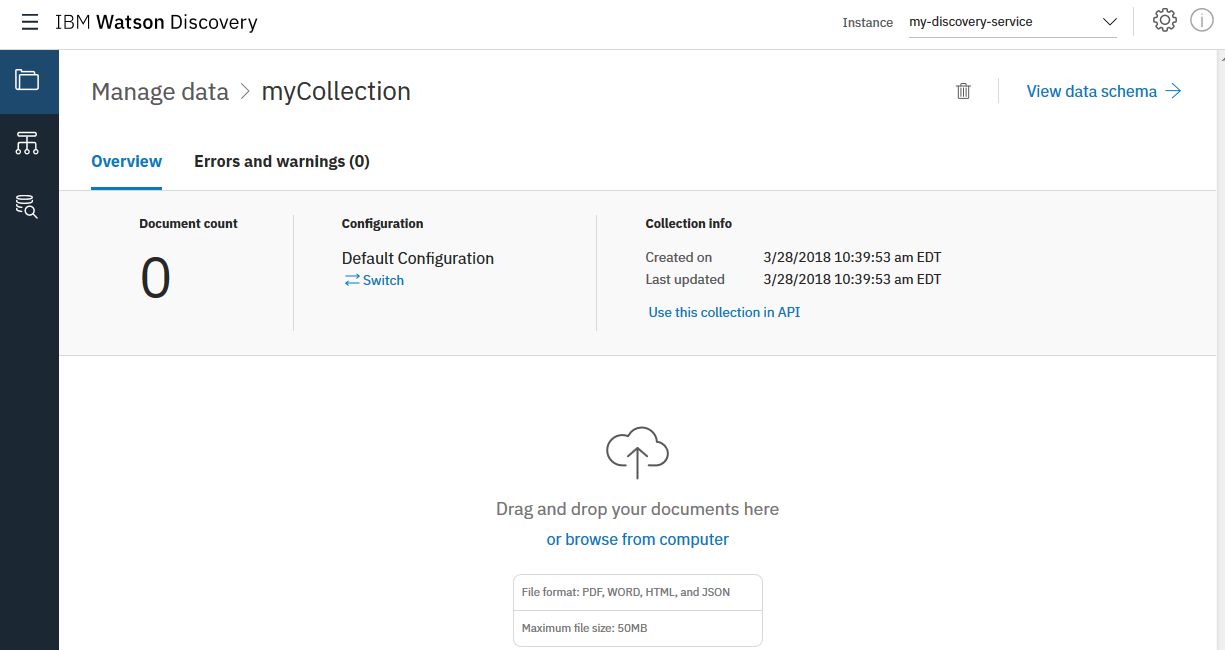 IBM Watson Discovery
Instance my-discovery-service
Manage data > myCollection
View data schema →
Overview Errors and warnings (0)
Document count Configuration Collection info
0
Default Configuration
Switch
Created on 3/28/2018 10:39:53 am EDT
Last updated 3/28/2018 10:39:53 am EDT
Use this collection in API
Drag and drop your documents here
or browse from computer
File format: PDF, WORD, HTML, and JSON
Maximum file size: 50MB